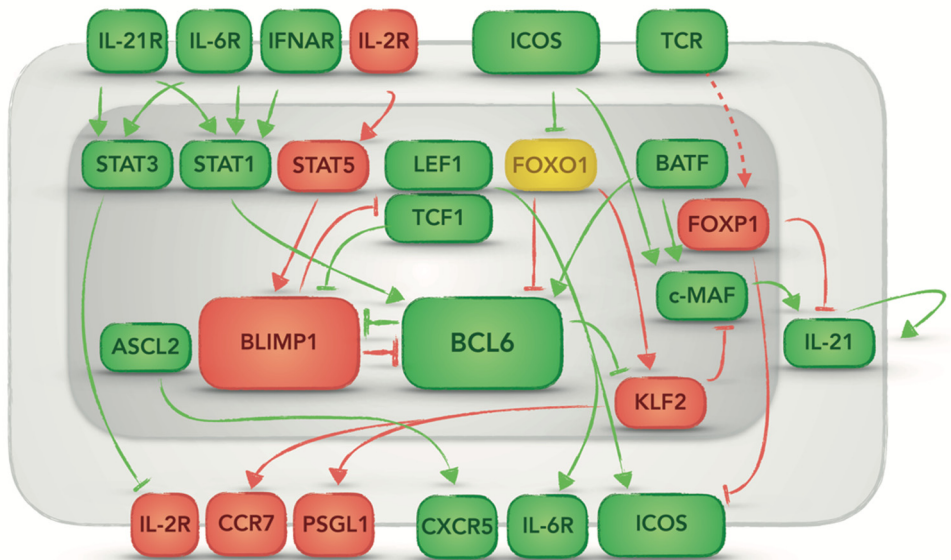 IL-21R IL-6R IFNAR IL-2R ICOS TCR
STAT3 STAT1 STAT5 LEF1 FOXO1 BATF
TCF1 FOXP1
c-MAF
ASCL2 BLIMP1 BCL6 IL-21
KLF2
IL-2R CCR7 PSGL1 CXCR5 IL-6R ICOS